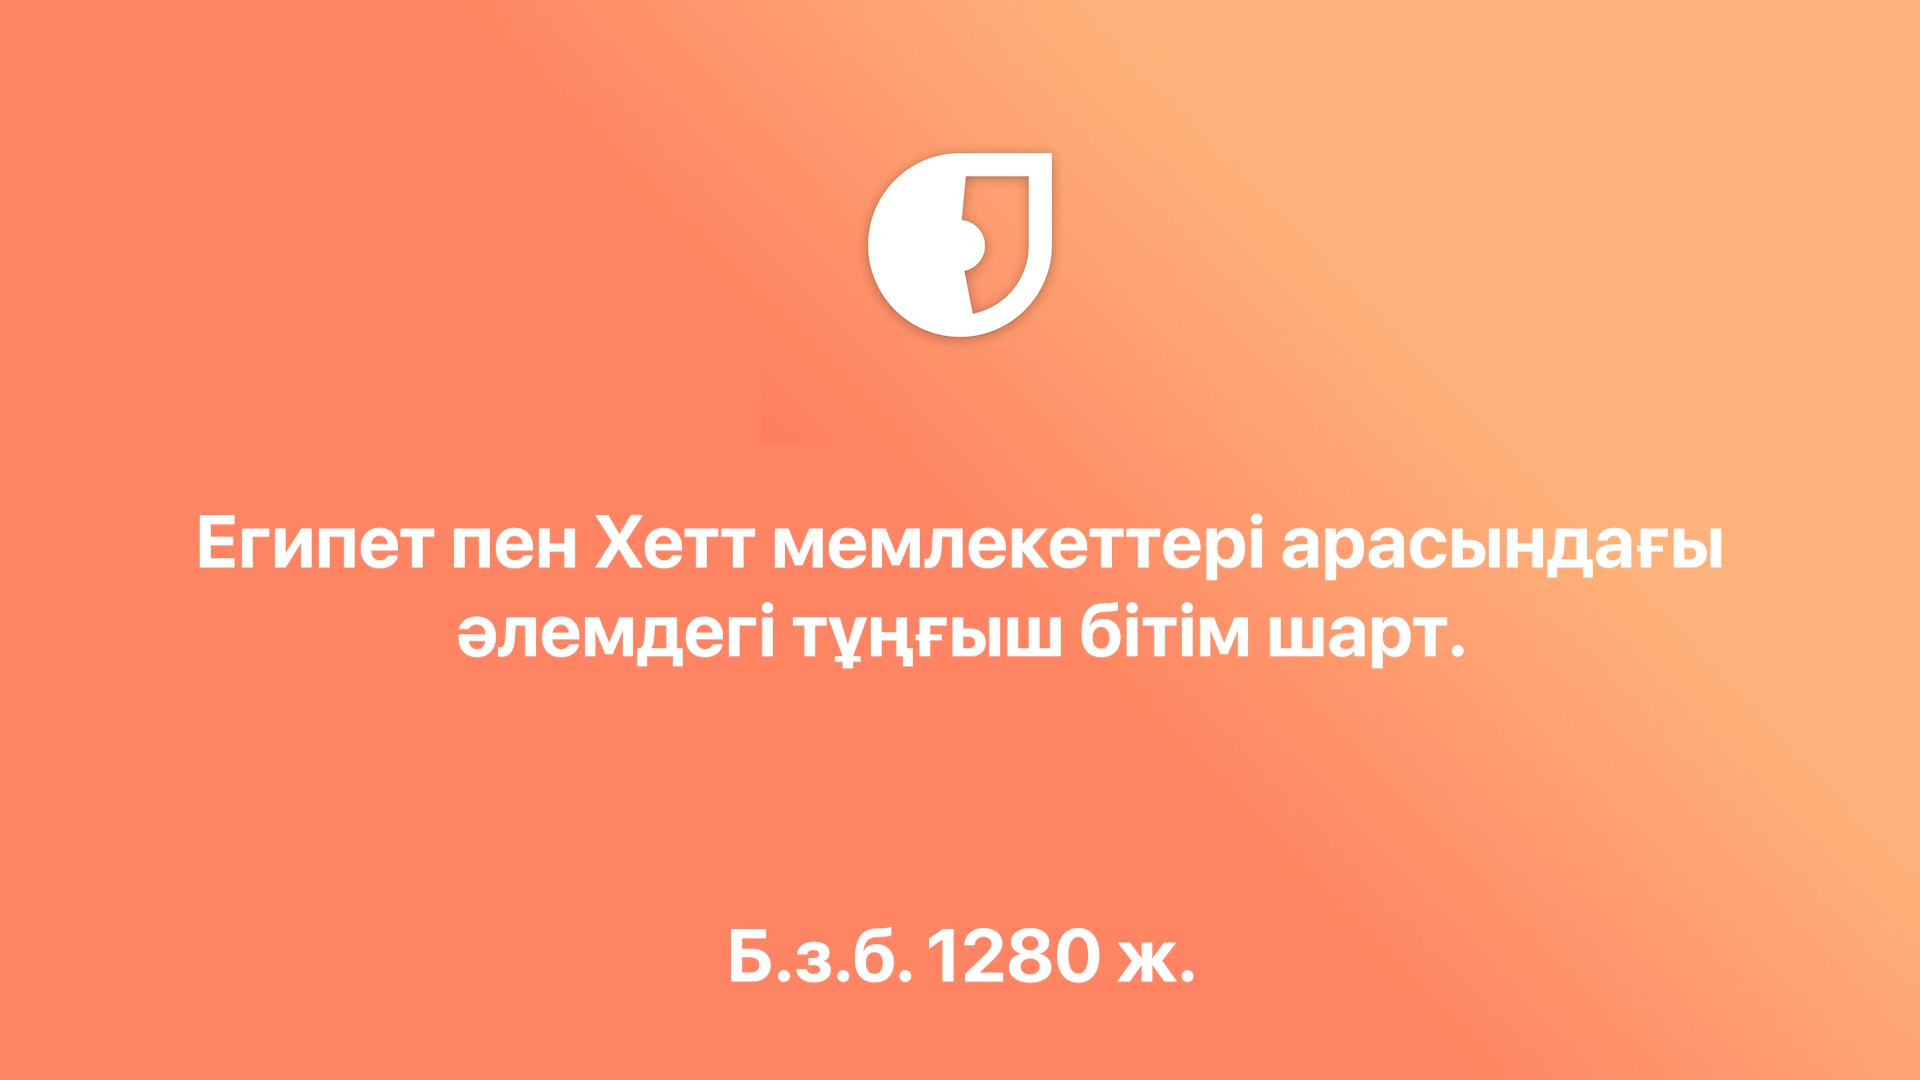 Египет пен Хетт мемлекеттері арасындағы
әлемдегі тұңғыш бітім шарт.
Б.з.б. 1280 ж.